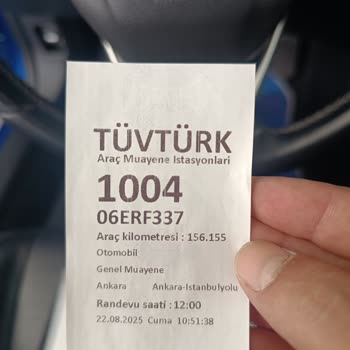 TÜVTÜRK
Araç Muayene Istasyonlari
1004
06ERF337
Araç kilometresi : 156.155
Otomobil
Genel Muayene
Ankara Ankara-Istanbulyolu
Randevu saati : 12:00
22.08.2025 Cuma 10:51:38